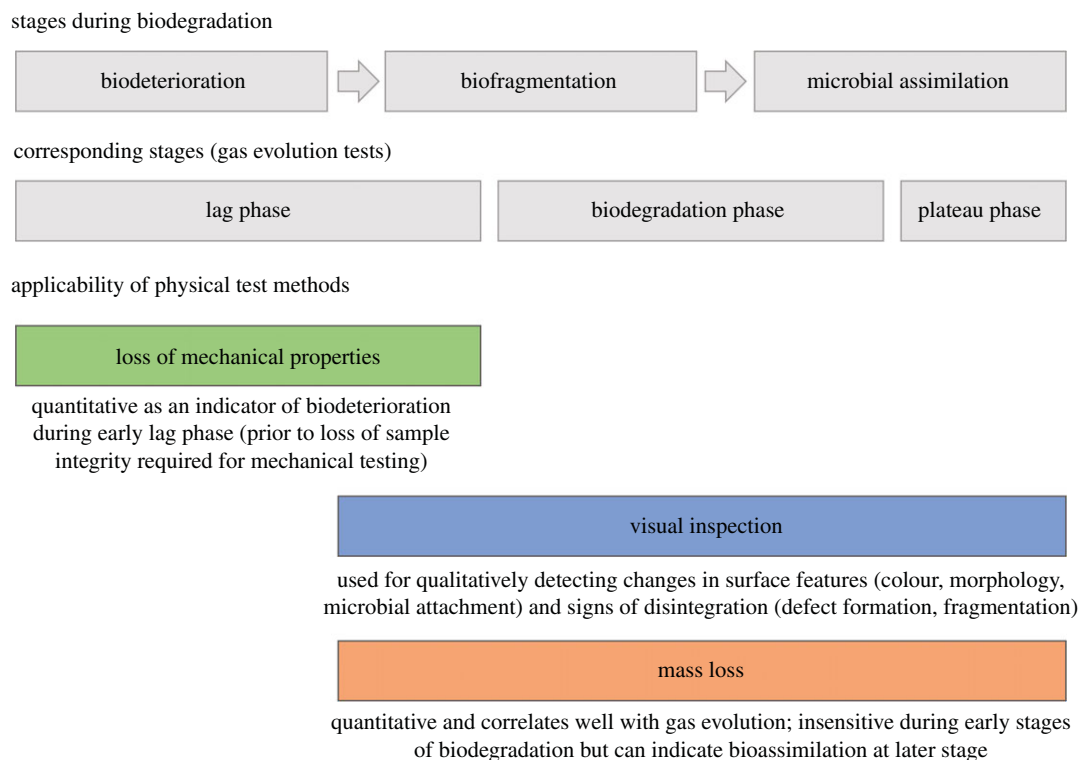 stages during biodegradation
biodeterioration
biofragmentation
microbial assimilation
corresponding stages (gas evolution tests)
lag phase
biodegradation phase
plateau phase
applicability of physical test methods
loss of mechanical properties
quantitative as an indicator of biodeterioration
during early lag phase (prior to loss of sample
integrity required for mechanical testing)
visual inspection
used for qualitatively detecting changes in surface features (colour, morphology,
microbial attachment) and signs of disintegration (defect formation, fragmentation)
mass loss
quantitative and correlates well with gas evolution; insensitive during early stages
of biodegradation but can indicate bioassimilation at later stage